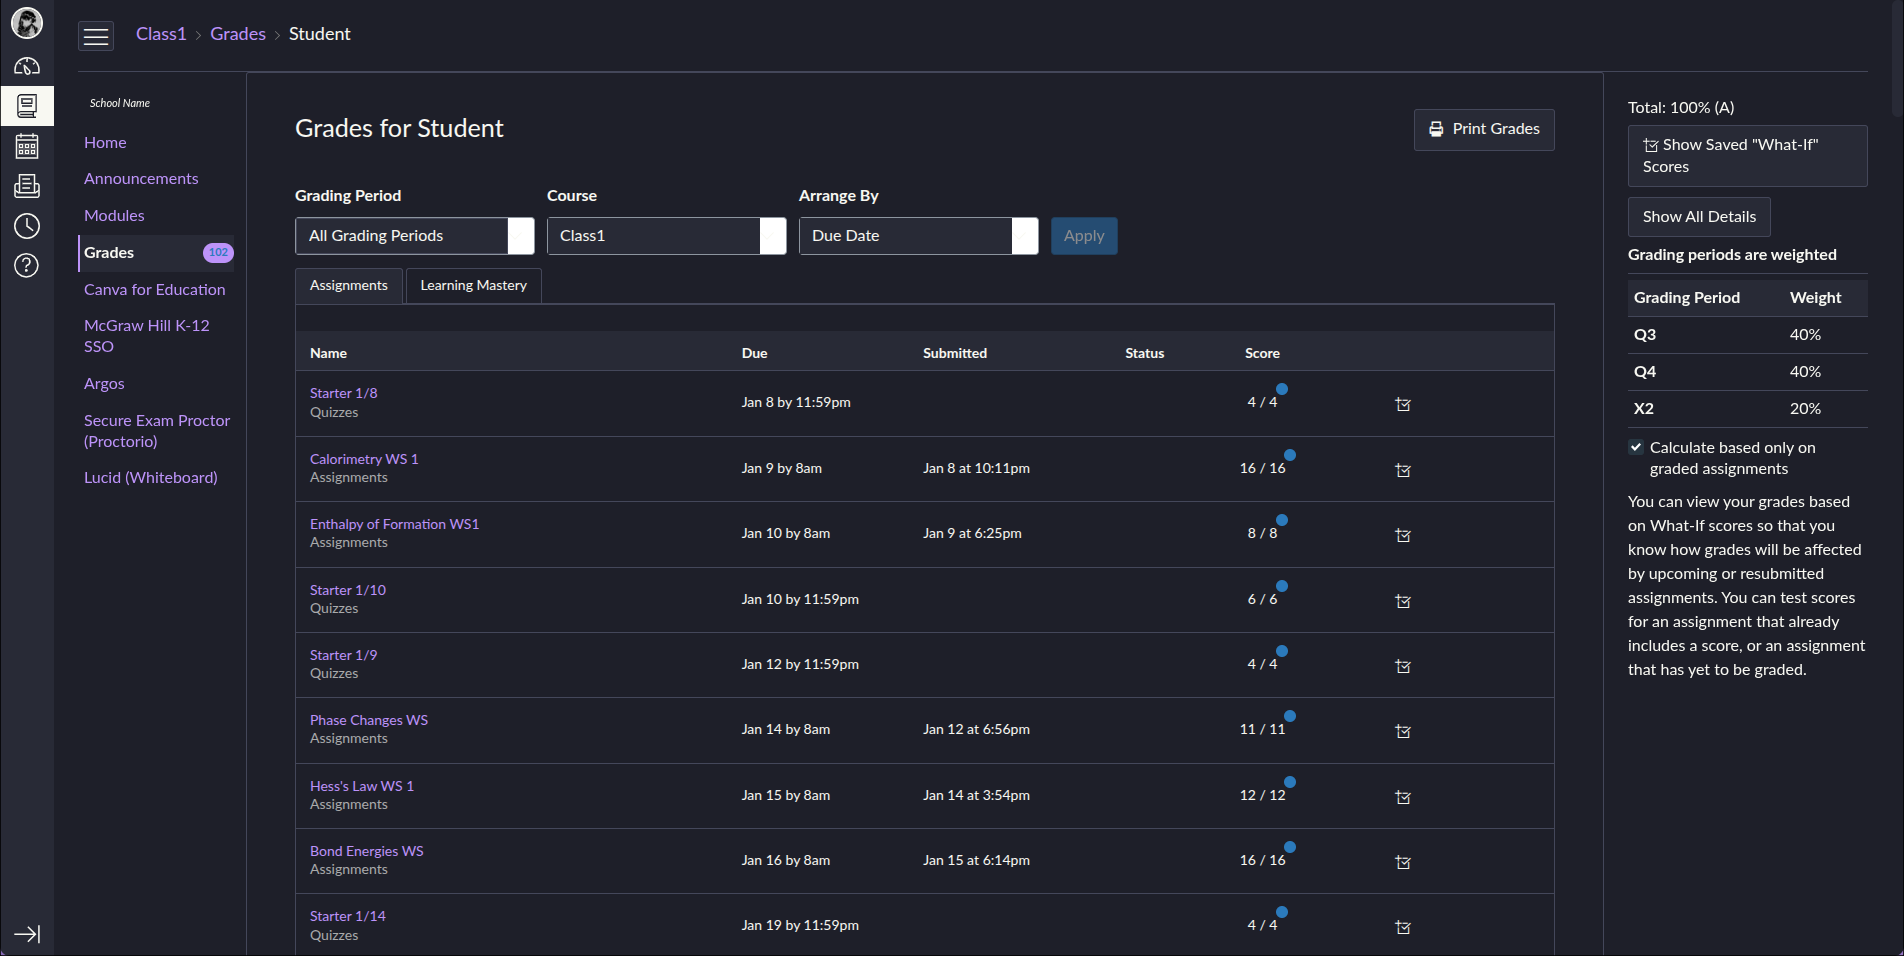 Class1 › Grades › Student
School Name
Home
Announcements
Modules
Grades 102
Canva for Education
McGraw Hill K-12
SSO
Argos
Secure Exam Proctor
(Proctorio)
Lucid (Whiteboard)
Grades for Student
Print Grades
Grading Period Course Arrange By
All Grading Periods Class1 Due Date Apply
Assignments Learning Mastery
Name Due Submitted Status Score
Starter 1/8
Quizzes
Jan 8 by 11:59pm 4 / 4
Calorimetry WS 1
Assignments
Jan 9 by 8am Jan 8 at 10:11pm 16 / 16
Enthalpy of Formation WS1
Assignments
Jan 10 by 8am Jan 9 at 6:25pm 8 / 8
Starter 1/10
Quizzes
Jan 10 by 11:59pm 6 / 6
Starter 1/9
Quizzes
Jan 12 by 11:59pm 4 / 4
Phase Changes WS
Assignments
Jan 14 by 8am Jan 12 at 6:56pm 11 / 11
Hess's Law WS 1
Assignments
Jan 15 by 8am Jan 14 at 3:54pm 12 / 12
Bond Energies WS
Assignments
Jan 16 by 8am Jan 15 at 6:14pm 16 / 16
Starter 1/14
Quizzes
Jan 19 by 11:59pm 4 / 4
Total: 100% (A)
Show Saved "What-If"
Scores
Show All Details
Grading periods are weighted
Grading Period Weight
Q3 40%
Q4 40%
X2 20%
Calculate based only on
graded assignments
You can view your grades based
on What-If scores so that you
know how grades will be affected
by upcoming or resubmitted
assignments. You can test scores
for an assignment that already
includes a score, or an assignment
that has yet to be graded.